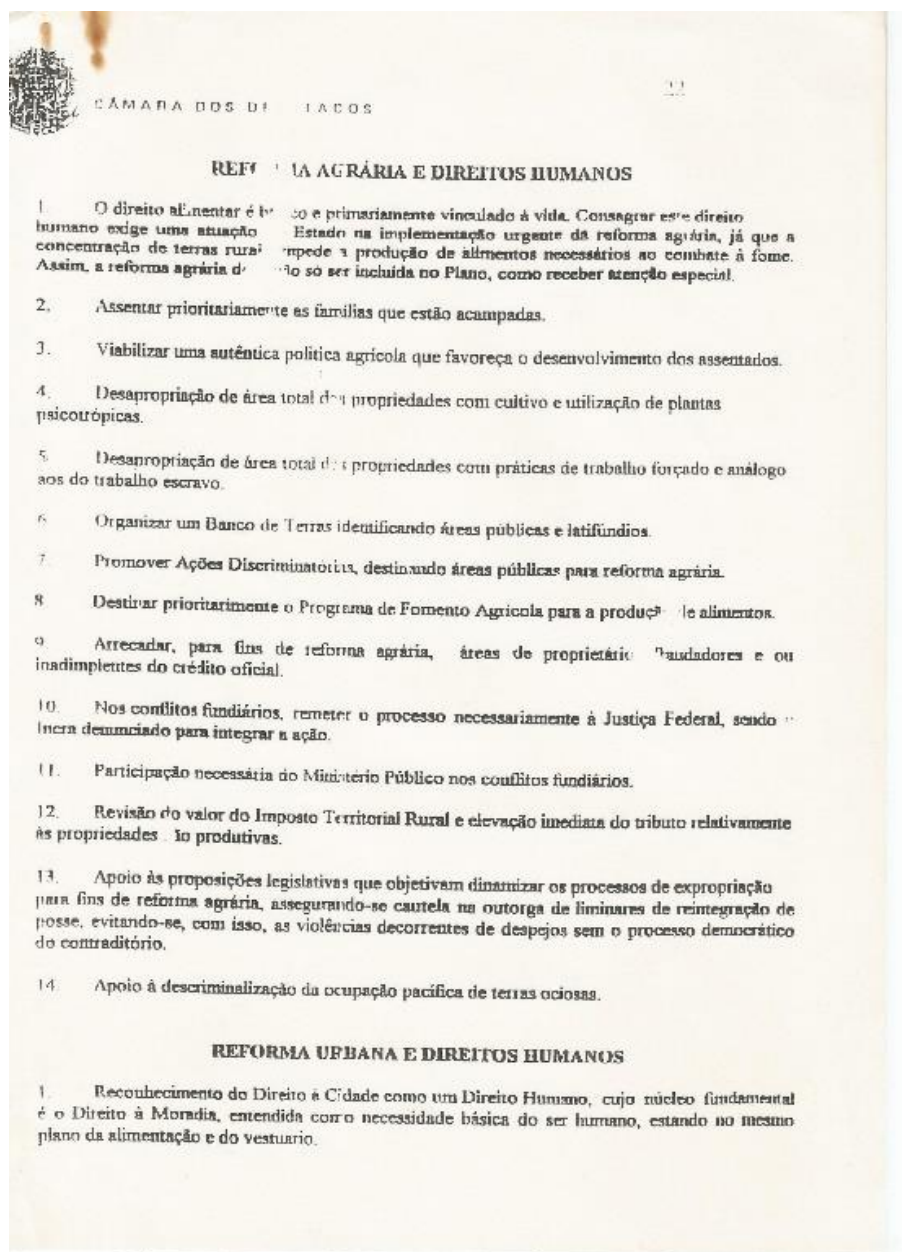 22
CÂMARA DOS DE TADOS
REFO MA AGRÁRIA E DIREITOS HUMANOS
1. O direito alimentar é b co e primariamente vinculado à vida. Consagrar este direito
humano exige uma atuação Estado na implementação urgente da reforma agrária, já que a
concentração de terras rurais impede a produção de alimentos necessários ao combate à fome.
Assim, a reforma agrária d não só ser incluída no Plano, como receber atenção especial.
2. Assentar prioritariamente as famílias que estão acampadas.
3. Viabilizar uma autêntica política agrícola que favoreça o desenvolvimento dos assentados.
4. Desapropriação de área total das propriedades com cultivo e utilização de plantas
psicotrópicas.
5. Desapropriação de área total das propriedades com práticas de trabalho forçado e análogo
aos do trabalho escravo.
6. Organizar um Banco de Terras identificando áreas públicas e latifúndios.
7. Promover Ações Discriminatórias, destinando áreas públicas para reforma agrária.
8 Destinar prioritarimente o Programa de Fomento Agrícola para a produçã de alimentos.
9. Arrecadar, para fins de reforma agrária, áreas de proprietário fraudadores e ou
inadimplentes do crédito oficial.
10. Nos conflitos fundiários, remeter o processo necessariamente à Justiça Federal, sendo o
Incra denunciado para integrar a ação.
11. Participação necessária do Ministério Público nos conflitos fundiários.
12. Revisão do valor do Imposto Territorial Rural e elevação imediata do tributo relativamente
às propriedades não produtivas.
13. Apoio às proposições legislativas que objetivam dinamizar os processos de expropriação
para fins de reforma agrária, assegurando-se cautela na outorga de liminares de reintegração de
posse, evitando-se, com isso, as violências decorrentes de despejos sem o processo democrático
do contraditório.
14. Apoio à descriminalização da ocupação pacífica de terras ociosas.
REFORMA URBANA E DIREITOS HUMANOS
1. Reconhecimento do Direito à Cidade como um Direito Humano, cujo núcleo fundamental
é o Direito à Moradia, entendida como necessidade básica do ser humano, estando no mesmo
plano da alimentação e do vestuario.